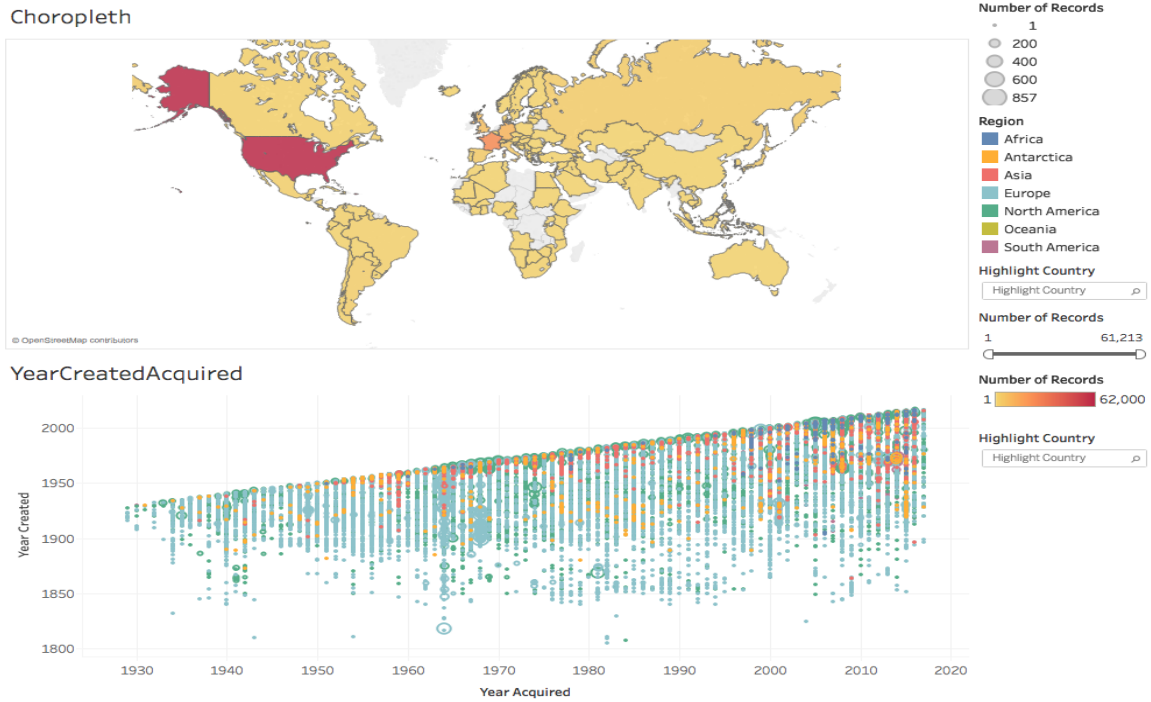 Choropleth
© OpenStreetMap contributors
YearCreatedAcquired
Year Created
2000
1950
1900
1850
1800
1930 1940 1950 1960 1970 1980 1990 2000 2010 2020
Year Acquired
Number of Records
1
200
400
600
857
Region
Africa
Antarctica
Asia
Europe
North America
Oceania
South America
Highlight Country
Highlight Country
Number of Records
1 61,213
Number of Records
1 62,000
Highlight Country
Highlight Country